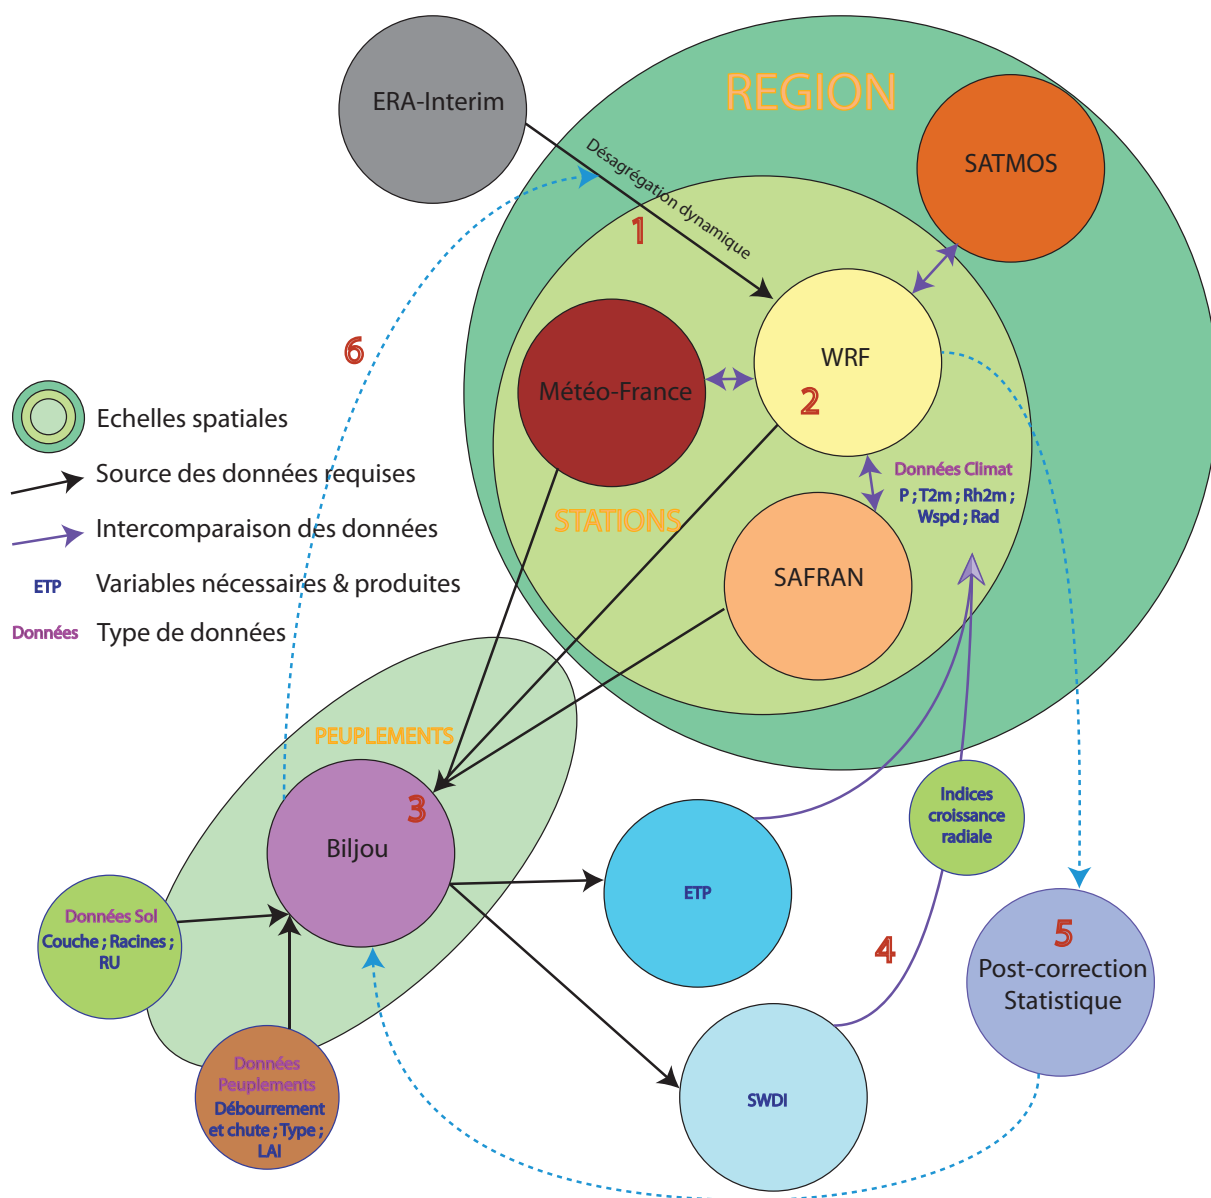 ERA-Interim
REGION
SATMOS
Désagrégation dynamique
1
6
WRF
Météo-France
2
Echelles spatiales
Source des données requises
Intercomparaison des données
ETP
Variables nécessaires & produites
Données
Type de données
Données Climat
P ; T2m ; Rh2m ;
Wspd ; Rad
STATIONS
SAFRAN
PEUPLEMENTS
3
Biljou
Indices
croissance
radiale
ETP
Données Sol
Couche ; Racines ;
RU
4
5
Post-correction
Statistique
Données
Peuplements
Débourrement
et chute ; Type ;
LAI
SWDI